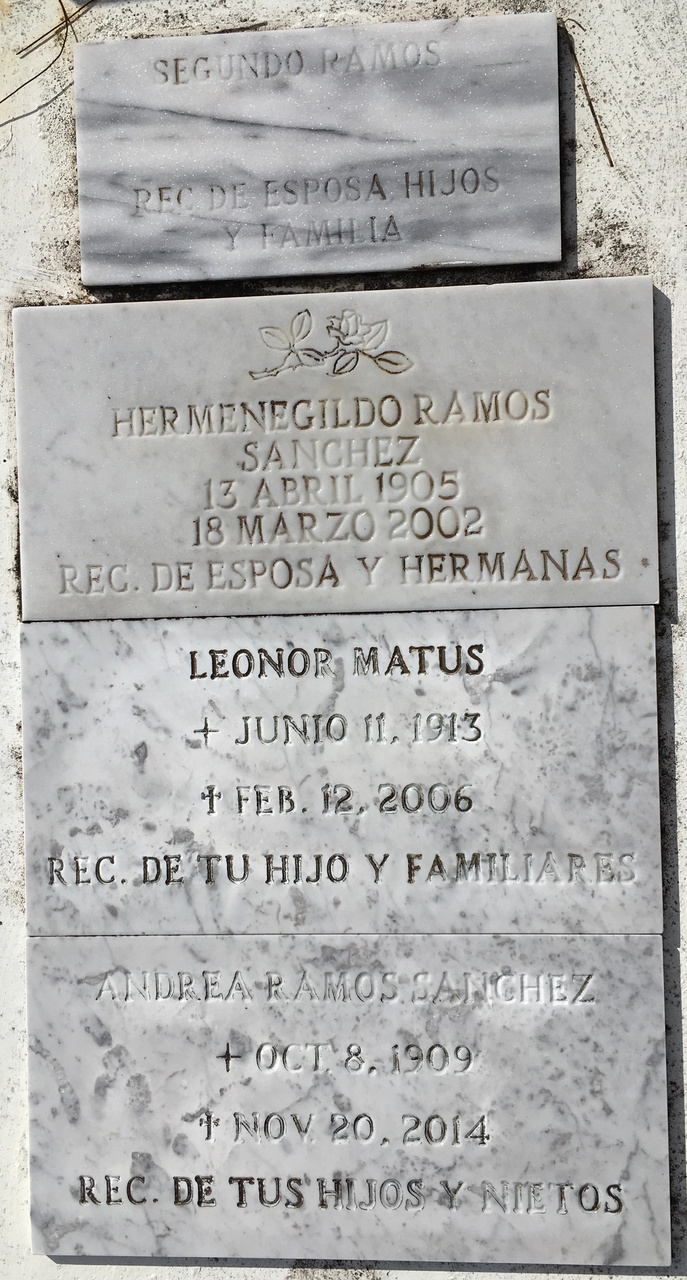 SEGUNDO RAMOS
REC. DE ESPOSA, HIJOS
Y FAMILIA
HERMENEGILDO RAMOS
SANCHEZ
13 ABRIL 1905
18 MARZO 2002
REC. DE ESPOSA Y HERMANAS
LEONOR MATUS
+ JUNIO 11, 1913
✝ FEB. 12, 2006
REC. DE TU HIJO Y FAMILIARES
ANDREA RAMOS SANCHEZ
+ OCT. 8, 1909
✝ NOV. 20, 2014
REC. DE TUS HIJOS Y NIETOS